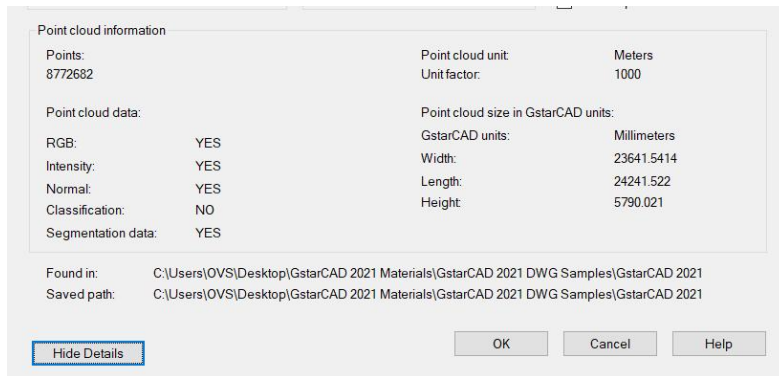 Point cloud information
Points:
8772682
Point cloud unit: Meters
Unit factor: 1000
Point cloud data:
RGB: YES
Intensity: YES
Normal: YES
Classification: NO
Segmentation data: YES
Point cloud size in GstarCAD units:
GstarCAD units: Millimeters
Width: 23641.5414
Length: 24241.522
Height: 5790.021
Found in: C:\Users\OVS\Desktop\GstarCAD 2021 Materials\GstarCAD 2021 DWG Samples\GstarCAD 2021
Saved path: C:\Users\OVS\Desktop\GstarCAD 2021 Materials\GstarCAD 2021 DWG Samples\GstarCAD 2021
Hide Details OK Cancel Help